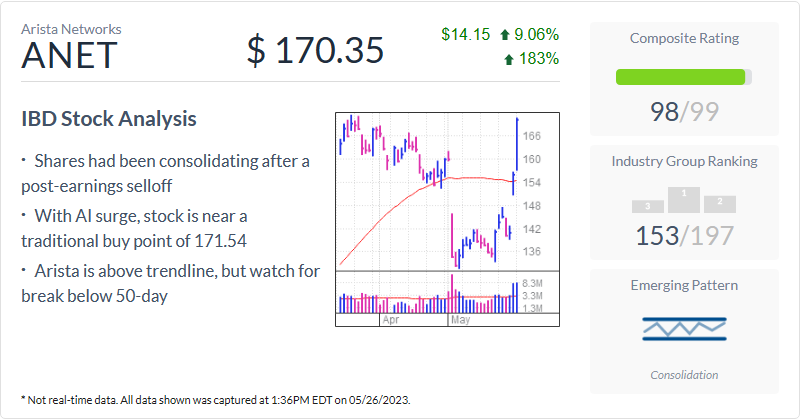 Arista Networks
ANET
$ 170.35
$14.15 9.06%
183%
IBD Stock Analysis
· Shares had been consolidating after a
post-earnings selloff
· With AI surge, stock is near a
traditional buy point of 171.54
· Arista is above trendline, but watch for
break below 50-day
166
160
154
148
142
136
8.3M
3.3M
1.3M
Apr
May
Composite Rating
98/99
Industry Group Ranking
3
1
2
153/197
Emerging Pattern
Consolidation
* Not real-time data. All data shown was captured at 1:36PM EDT on 05/26/2023.